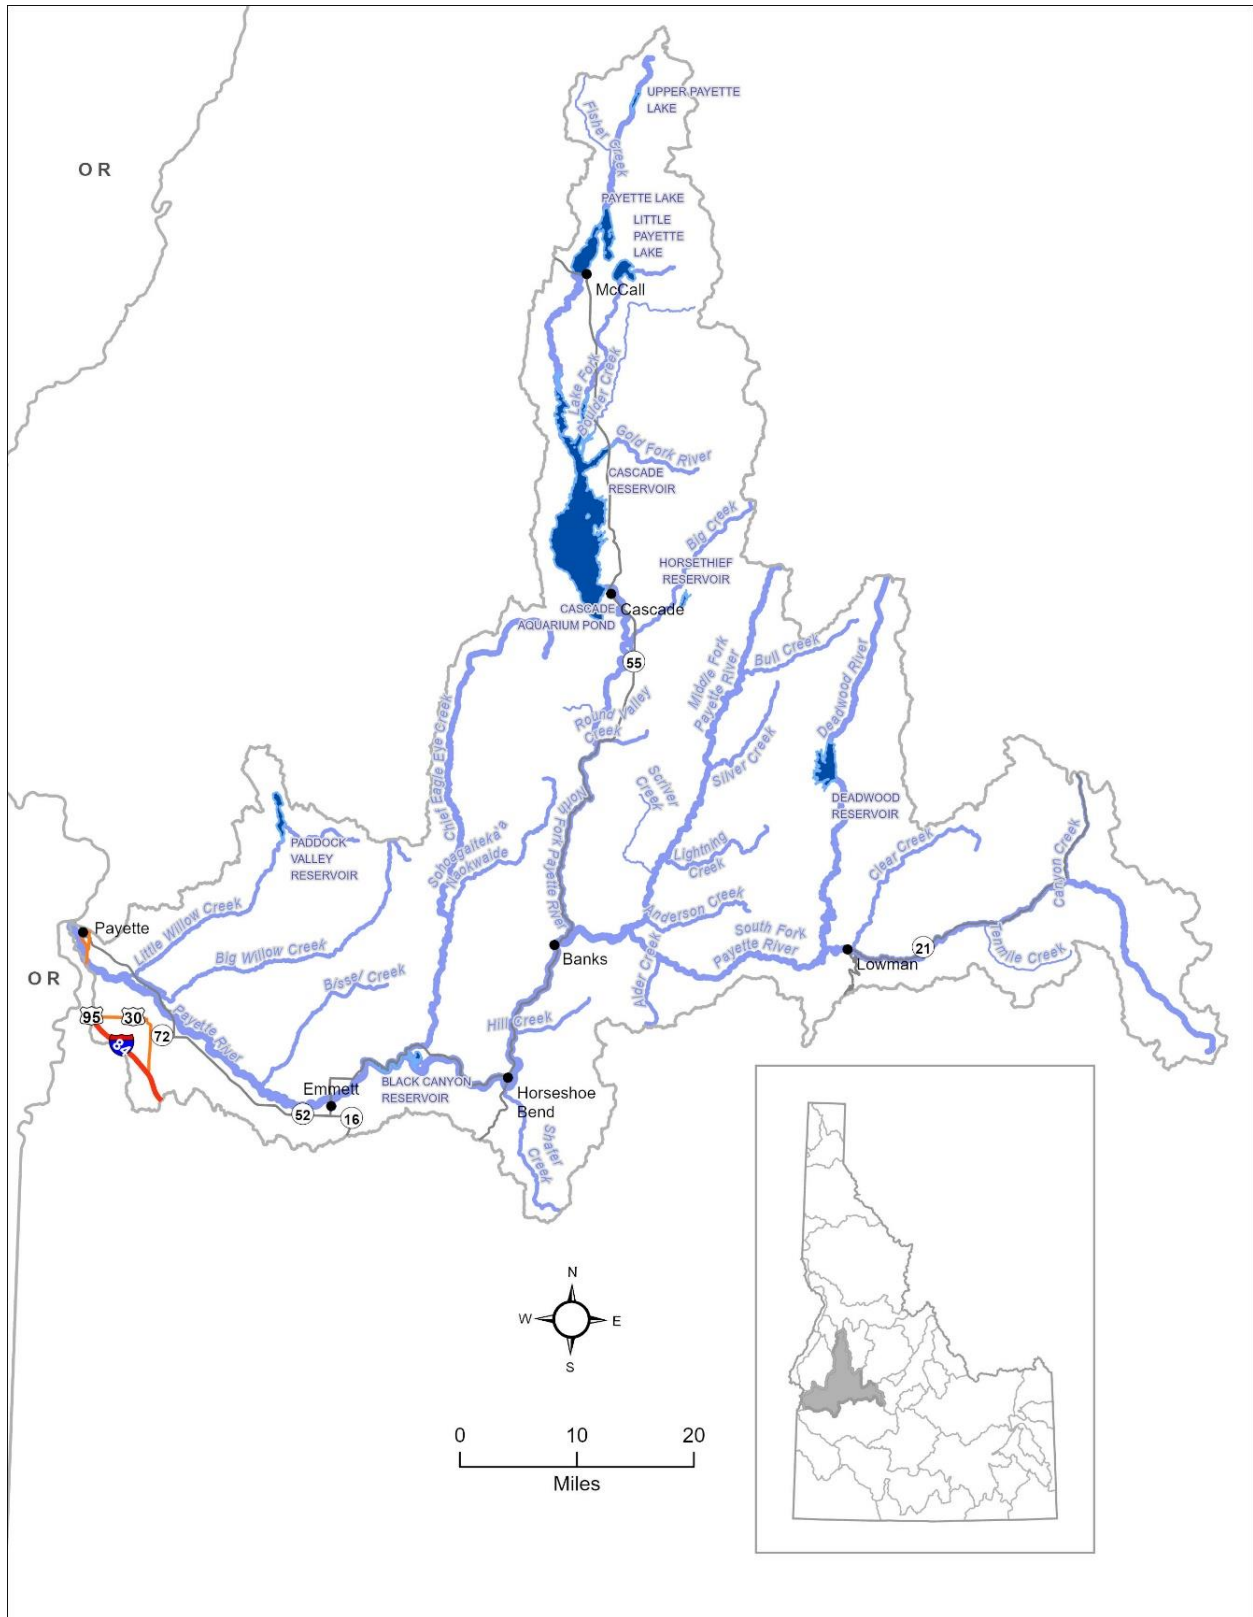 UPPER PAYETTE
LAKE
Fisher Creek
OR
PAYETTE LAKE
LITTLE
PAYETTE
LAKE
McCall
Lake Fork
Boulder Creek
Gold Fork River
CASCADE
RESERVOIR
Big Creek
HORSETHIEF
RESERVOIR
Cascade
CASCADE
AQUARIUM POND
55
Middle Fork
Payette River
Bull Creek
Deadwood River
Round Valley
Creek
Chief Eagle Eye Creek
Silver Creek
Scriver
Creek
North Fork Payette River
DEADWOOD
RESERVOIR
PADDOCK
VALLEY
RESERVOIR
Sohoagaiteka'a
Naokwaide
Lightning
Creek
Clear Creek
Canyon Creek
Little Willow Creek
Payette
Big Willow Creek
Anderson Creek
South Fork
Payette River
Banks
Alder Creek
Lowman
21
Tenmile Creek
OR
Bissel Creek
95
30
84
72
Payette River
Hill Creek
Emmett
BLACK CANYON
RESERVOIR
Horseshoe
Bend
52
16
Shafer
Creek
N
W
E
S
0 10 20
Miles